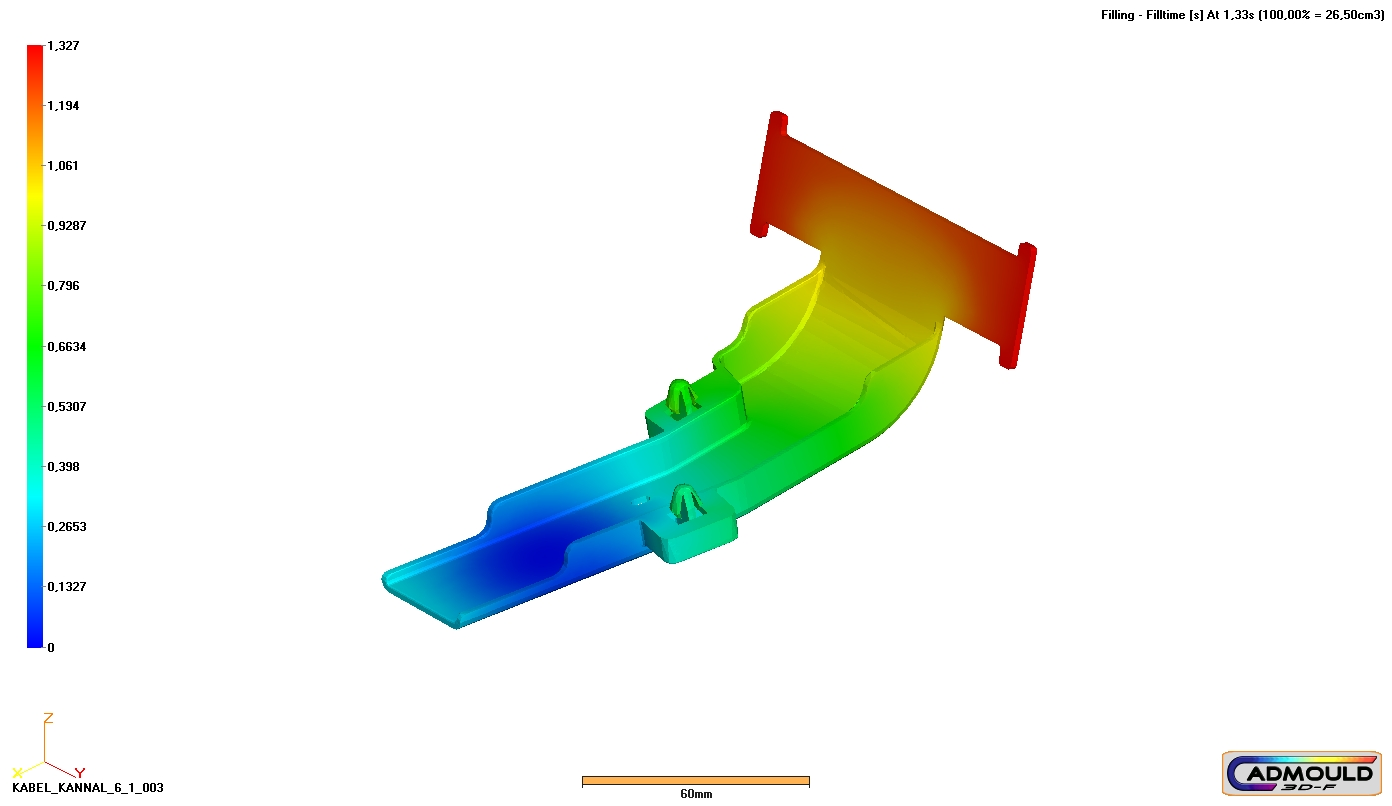 Filling - Filltime [s] At 1,33s (100,00% = 26,50cm3)
1,327
1,194
1,061
0,9287
0,796
0,6634
0,5307
0,398
0,2653
0,1327
0
Z
X Y
KABEL_KANNAL_6_1_003
60mm
CADMOULD
3D-F